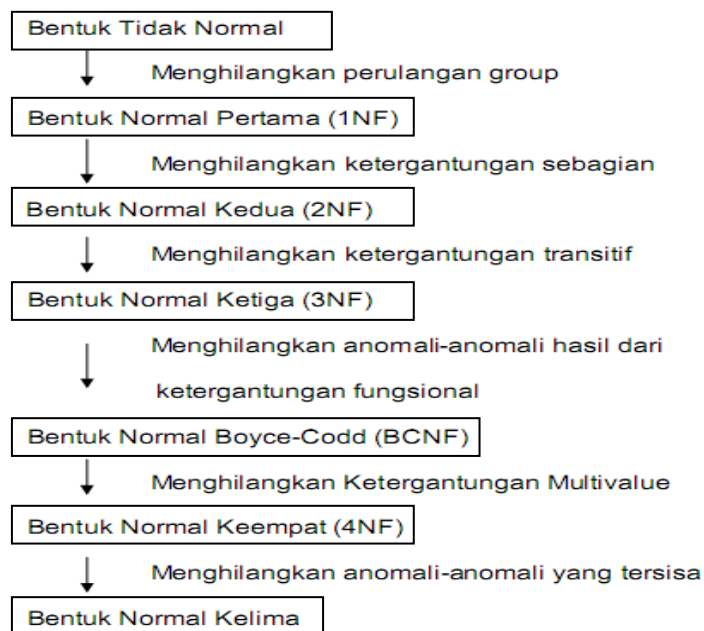 Bentuk Tidak Normal
Menghilangkan perulangan group
Bentuk Normal Pertama (1NF)
Menghilangkan ketergantungan sebagian
Bentuk Normal Kedua (2NF)
Menghilangkan ketergantungan transitif
Bentuk Normal Ketiga (3NF)
Menghilangkan anomali-anomali hasil dari
ketergantungan fungsional
Bentuk Normal Boyce-Codd (BCNF)
Menghilangkan Ketergantungan Multivalue
Bentuk Normal Keempat (4NF)
Menghilangkan anomali-anomali yang tersisa
Bentuk Normal Kelima